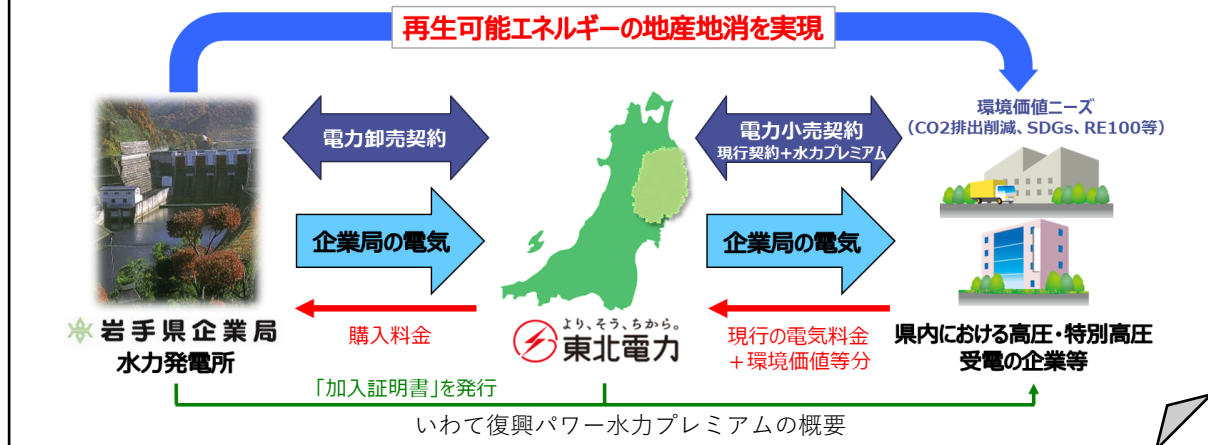 再生可能エネルギーの地産地消を実現
電力卸売契約
電力小売契約
現行契約＋水力プレミアム
環境価値ニーズ
（CO2排出削減、SDGs、RE100等）
企業局の電気
企業局の電気
岩手県企業局
水力発電所
購入料金
より、そう、ちから。
東北電力
現行の電気料金
＋環境価値等分
県内における高圧・特別高圧
受電の企業等
「加入証明書」を発行
いわて復興パワー水力プレミアムの概要